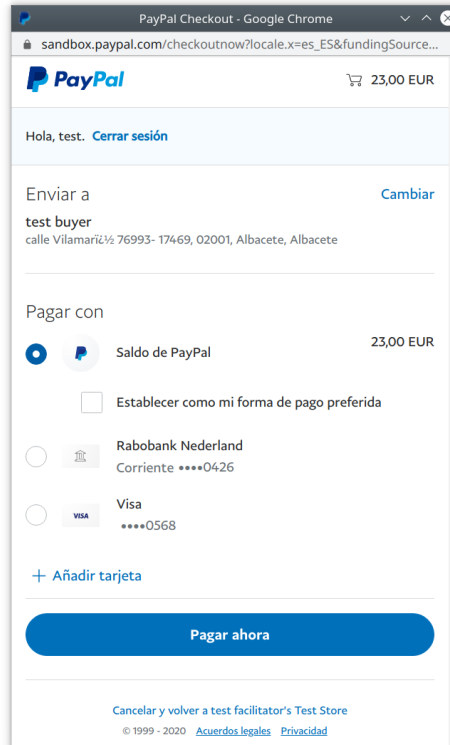 PayPal Checkout - Google Chrome
sandbox.paypal.com/checkoutnow?locale.x=es_ES&fundingSource...
PayPal
23,00 EUR
Hola, test. Cerrar sesión
Enviar a
Cambiar
test buyer
calle Vilamarï¿½ 76993- 17469, 02001, Albacete, Albacete
Pagar con
Saldo de PayPal
23,00 EUR
Establecer como mi forma de pago preferida
Rabobank Nederland
Corriente ••••0426
VISA
Visa
••••0568
+ Añadir tarjeta
Pagar ahora
Cancelar y volver a test facilitator's Test Store
© 1999 - 2020 Acuerdos legales Privacidad